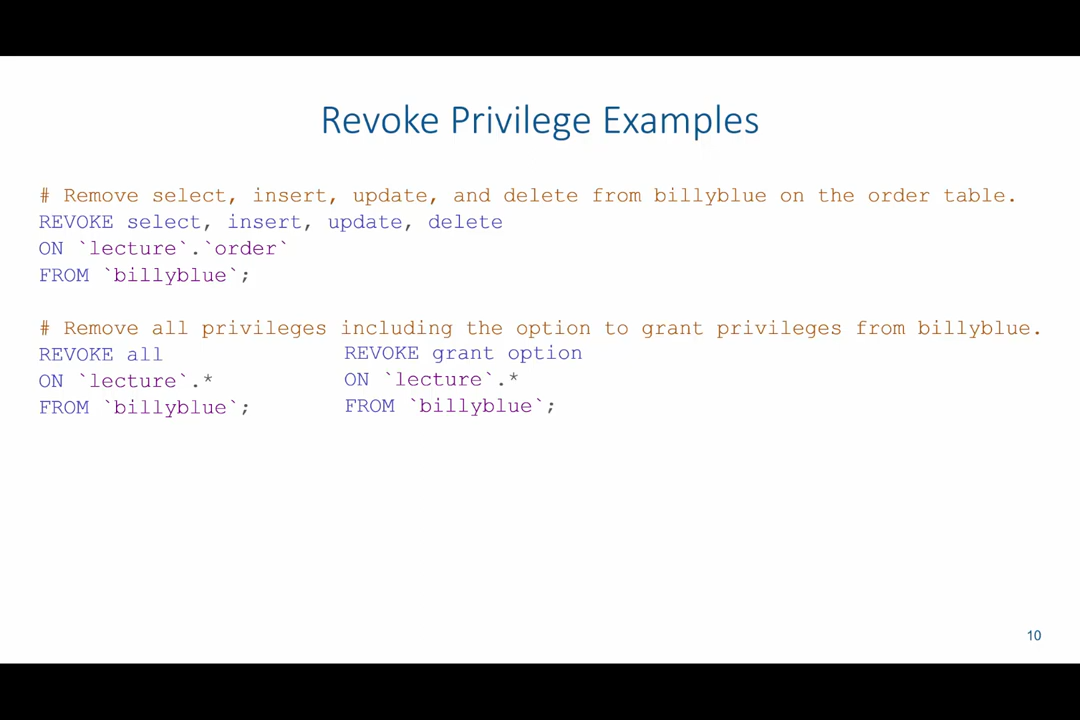 Revoke Privilege Examples
# Remove select, insert, update, and delete from billyblue on the order table.
REVOKE select, insert, update, delete
ON `lecture`.`order`
FROM `billyblue`;
# Remove all privileges including the option to grant privileges from billyblue.
REVOKE all
ON `lecture`.*
FROM `billyblue`;
REVOKE grant option
ON `lecture`.*
FROM `billyblue`;
10